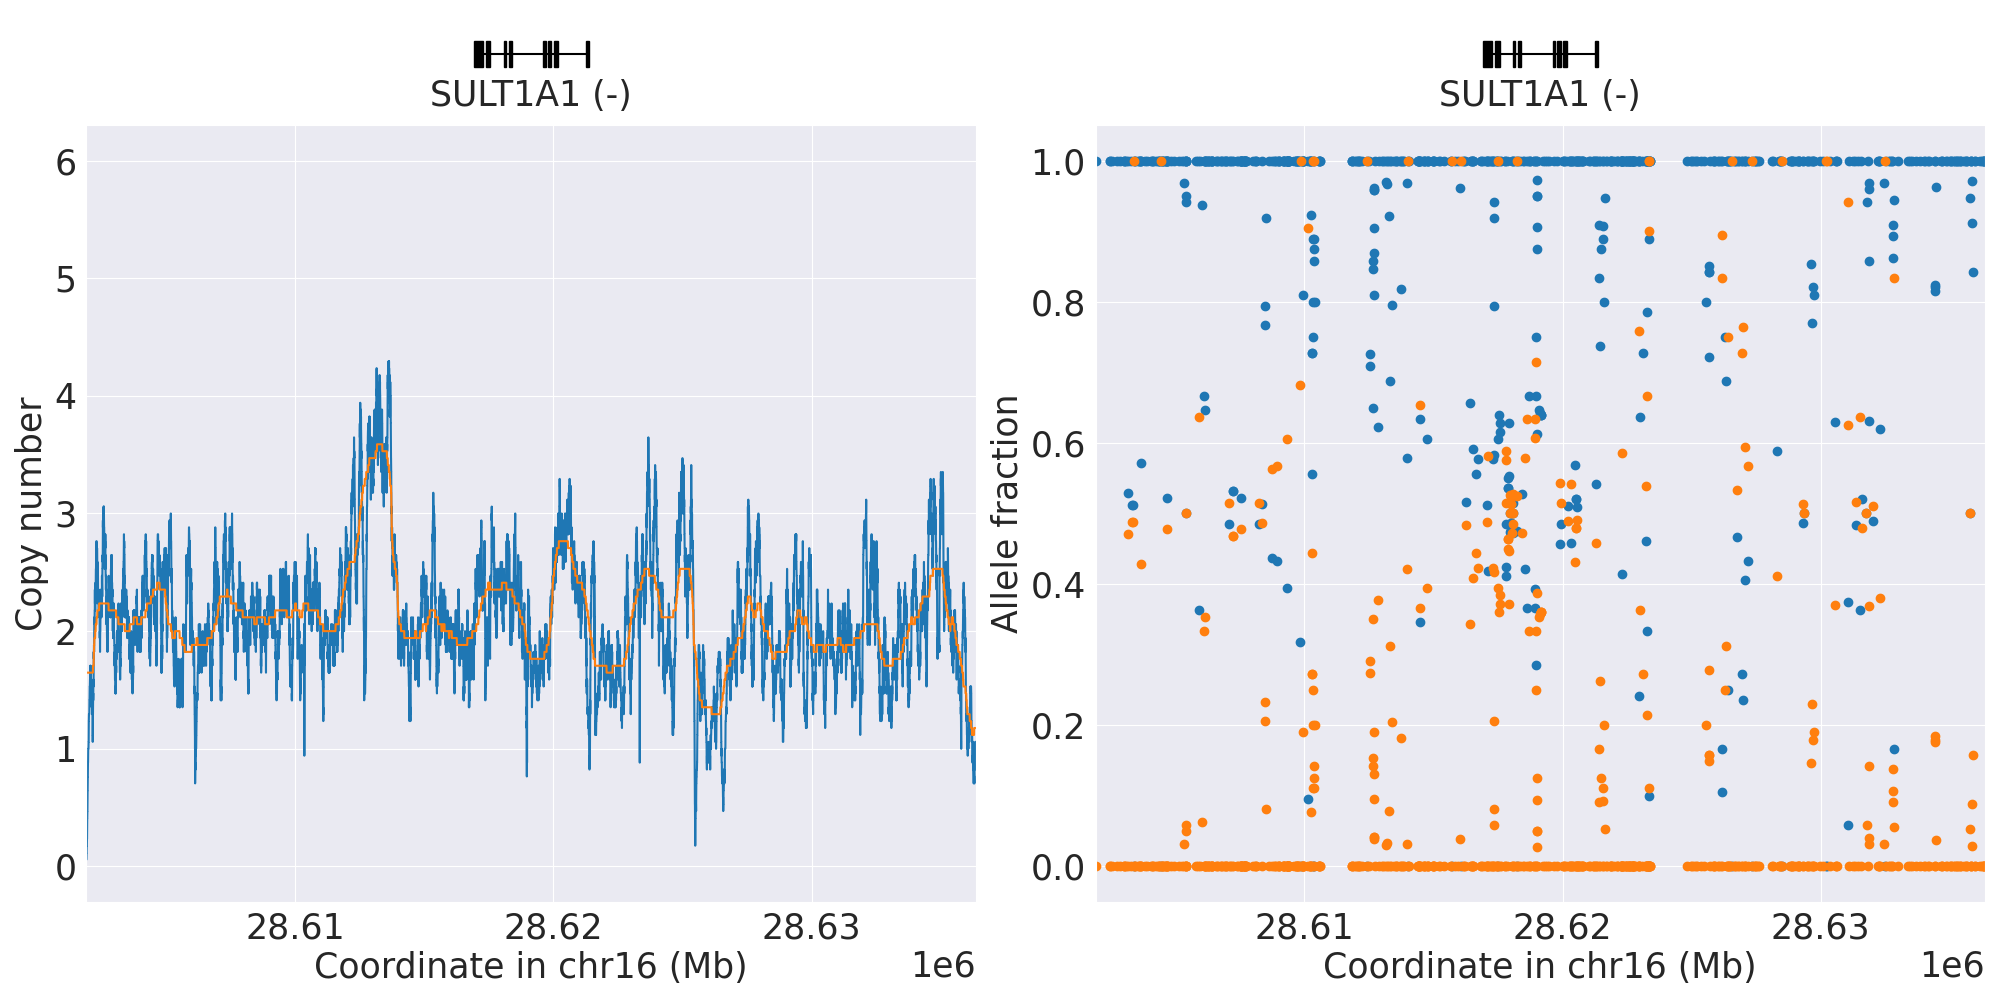 SULT1A1 (-)
SULT1A1 (-)
Copy number
6
5
4
3
2
1
0
28.61
28.62
28.63
Coordinate in chr16 (Mb)
1e6
Allele fraction
1.0
0.8
0.6
0.4
0.2
0.0
28.61
28.62
28.63
Coordinate in chr16 (Mb)
1e6